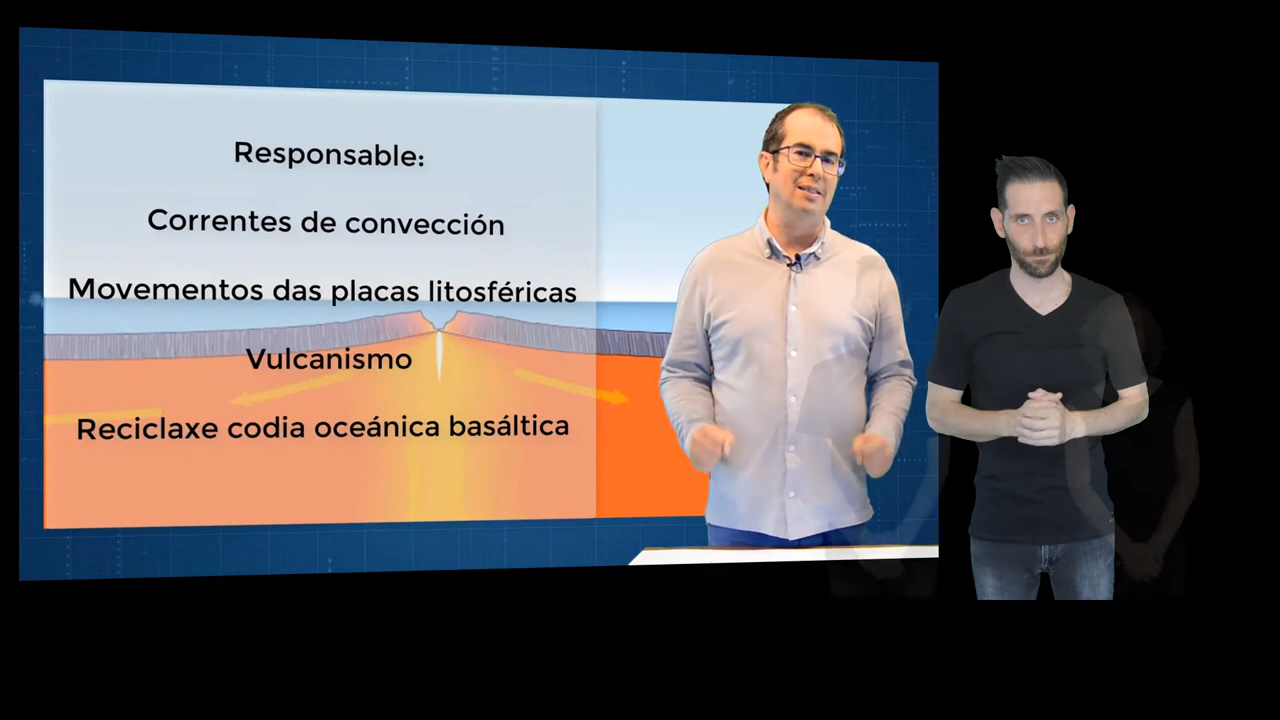 Responsable:
Correntes de convección
Movementos das placas litosféricas
Vulcanismo
Reciclaxe codia oceánica basáltica